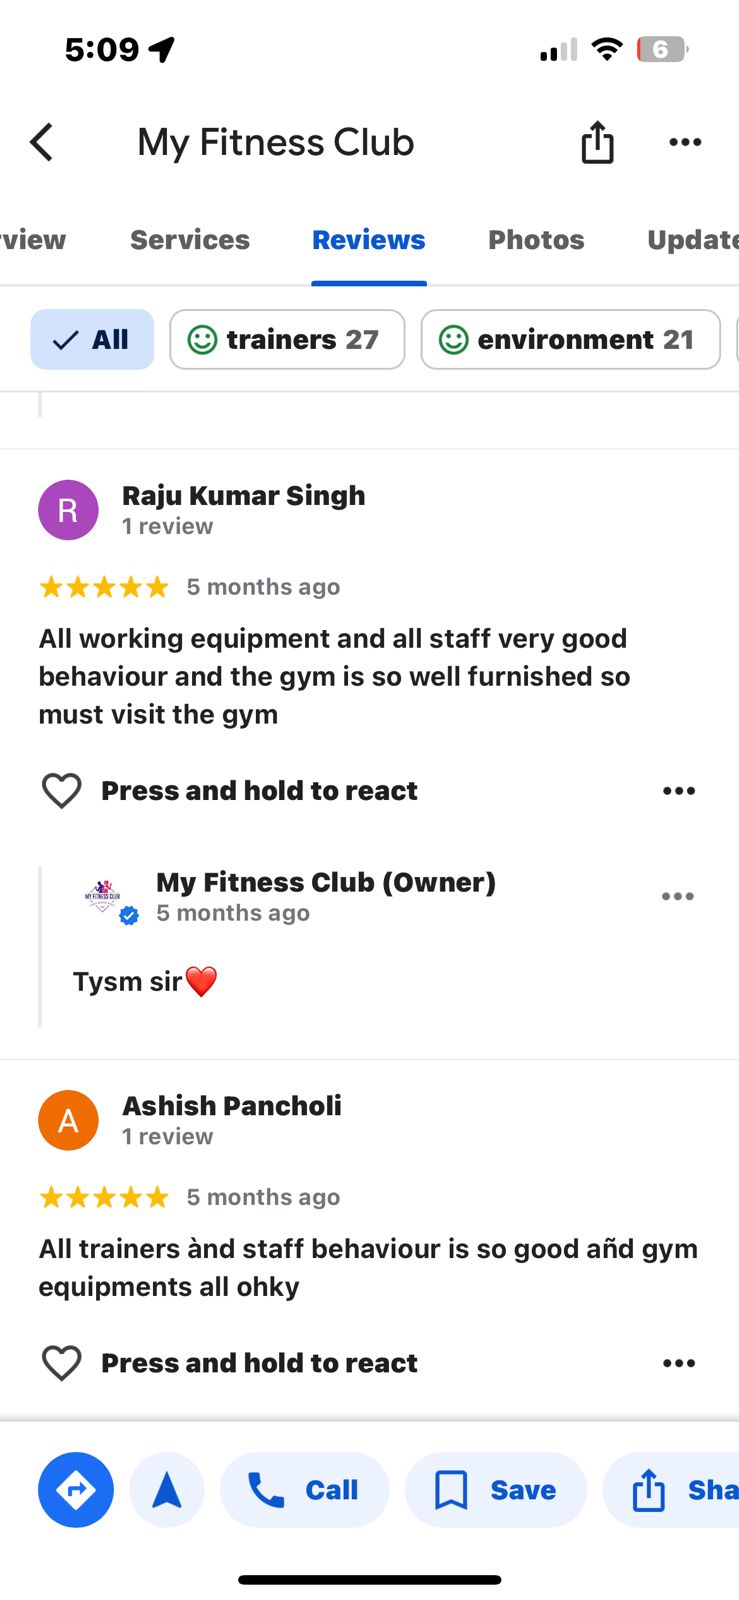 5:09
6
My Fitness Club
rview Services Reviews Photos Update
All trainers 27 environment 21
R
Raju Kumar Singh
1 review
5 months ago
All working equipment and all staff very good
behaviour and the gym is so well furnished so
must visit the gym
Press and hold to react
MY FITNESS CLUB
My Fitness Club (Owner)
5 months ago
Tysm sir❤️
A
Ashish Pancholi
1 review
5 months ago
All trainers ànd staff behaviour is so good añd gym
equipments all ohky
Press and hold to react
Call Save Sha